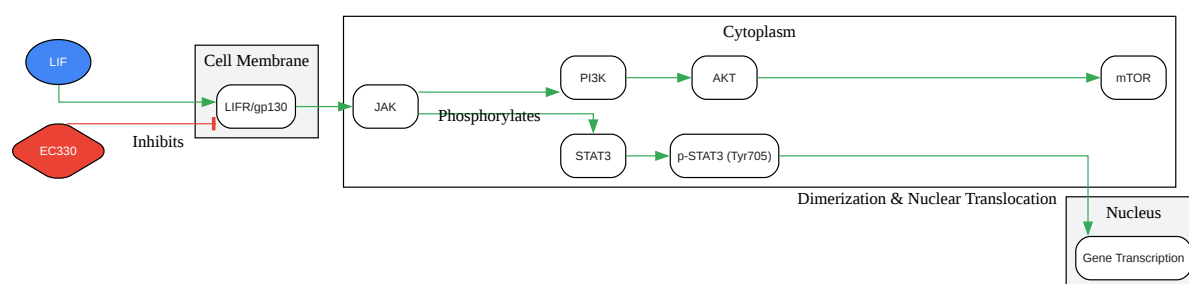 Cytoplasm
LIF
Cell Membrane
PI3K
AKT
mTOR
LIFR/gp130
JAK
Phosphorylates
EC330
Inhibits
STAT3
p-STAT3 (Tyr705)
Dimerization & Nuclear Translocation
Nucleus
Gene Transcription